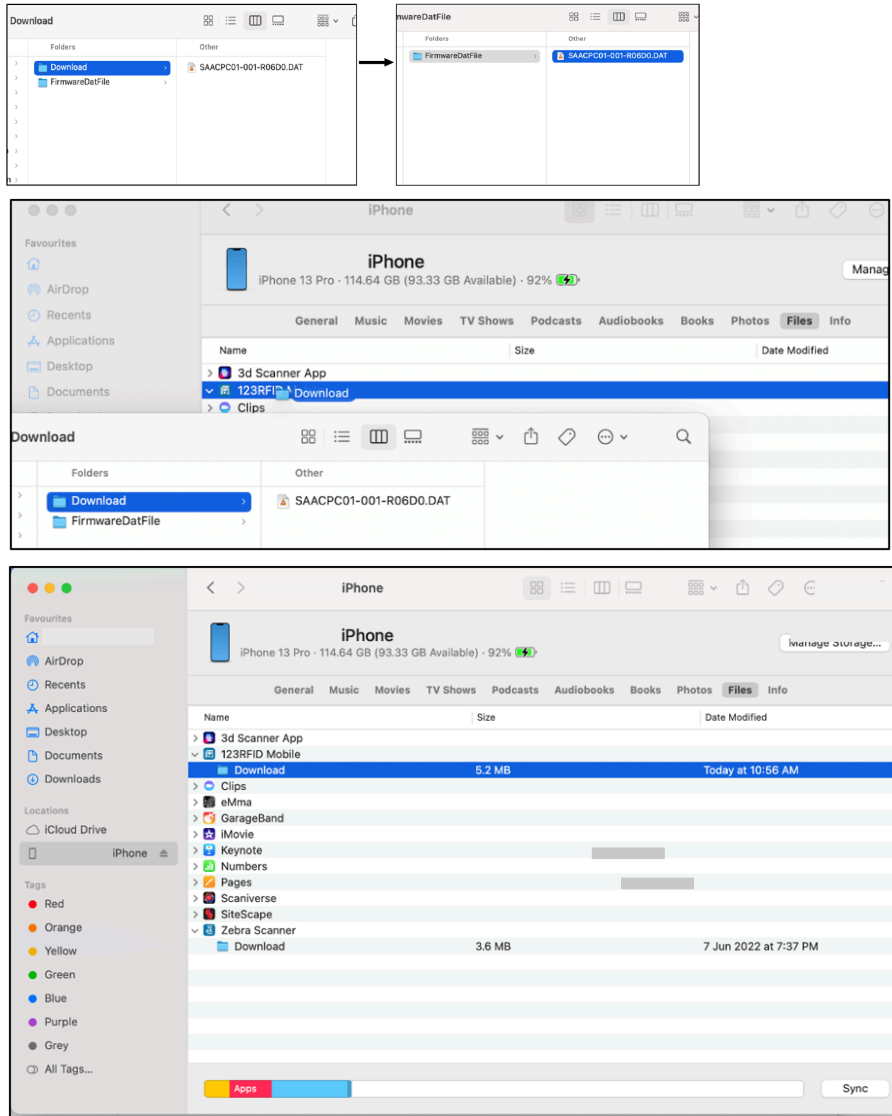 Download
Folders Other
Download SAACPC01-001-R06D0.DAT
FirmwareDatFile
nwareDatFile
Folders Other
FirmwareDatFile SAACPC01-001-R06D0.DAT
iPhone
Favourites
AirDrop
Recents
Applications
Desktop
Documents
iPhone
iPhone 13 Pro · 114.64 GB (93.33 GB Available) · 92%
Manag
General Music Movies TV Shows Podcasts Audiobooks Books Photos Files Info
Name Size Date Modified
3d Scanner App
123RFID M
Download
Clips
Download
Folders Other
Download SAACPC01-001-R06D0.DAT
FirmwareDatFile
iPhone
Favourites
AirDrop
Recents
Applications
Desktop
Documents
Downloads
Locations
iCloud Drive
iPhone
Tags
Red
Orange
Yellow
Green
Blue
Purple
Grey
All Tags...
iPhone
iPhone 13 Pro · 114.64 GB (93.33 GB Available) · 92%
Manage Storage...
General Music Movies TV Shows Podcasts Audiobooks Books Photos Files Info
Name Size Date Modified
3d Scanner App
123RFID Mobile
Download 5.2 MB Today at 10:56 AM
Clips
eMma
GarageBand
iMovie
Keynote
Numbers
Pages
Scaniverse
SiteScape
Zebra Scanner
Download 3.6 MB 7 Jun 2022 at 7:37 PM
Apps
Sync